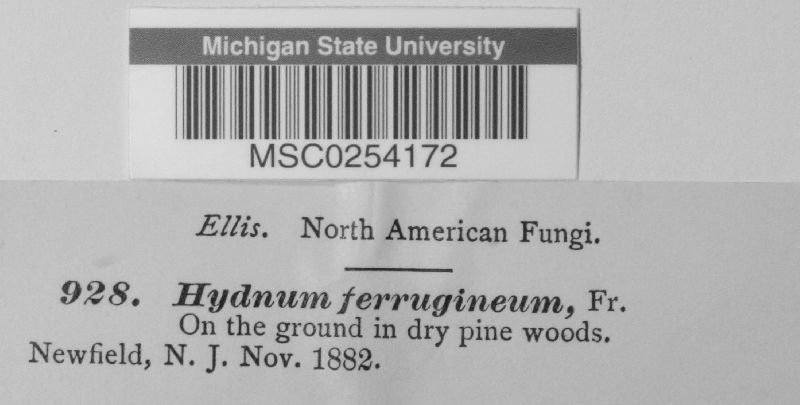 Michigan State University
MSC0254172
Ellis. North American Fungi.
928. Hydnum ferrugineum, Fr.
On the ground in dry pine woods.
Newfield, N. J. Nov. 1882.